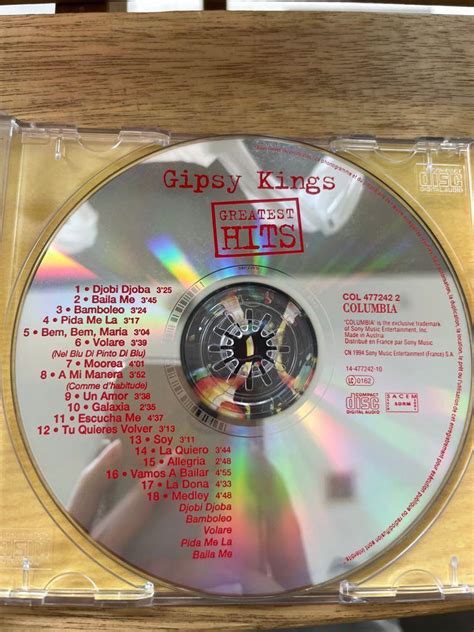 Gipsy Kings
GREATEST
HITS
1 • Djobi Djoba 3'25
2 • Baila Me 3'45
3 • Bamboleo 3'24
4 • Pida Me La 3'17
5 • Bem, Bem, Maria 3'04
6 • Volare 3'39
(Nel Blu Di Pinto Di Blu)
7 • Moorea 4'01
8 • A Mi Manera 3'52
(Comme d'habitude)
9 • Un Amor 3'38
10 • Galaxia 2'54
11 • Escucha Me 4'37
12 • Tu Quieres Volver 3'13
13 • Soy 3'11
14 • La Quiero 3'44
15 • Allegria 2'48
16 • Vamos A Bailar 4'55
17 • La Dona 3'33
18 • Medley 4'48
Djobi Djoba
Bamboleo
Volare
Pida Me La
Baila Me
COL 477242 2
COLUMBIA
"COLUMBIA" is the exclusive trademark
of Sony Music Entertainment, Inc.
Made in Austria
Distribué en France par Sony Music
1994 Sony Music Entertainment (France) S.A.
14-477242-10
0162
COMPACT
disc
DIGITAL AUDIO
SACEM
SDRM
COMPACT
disc
DIGITAL AUDIO